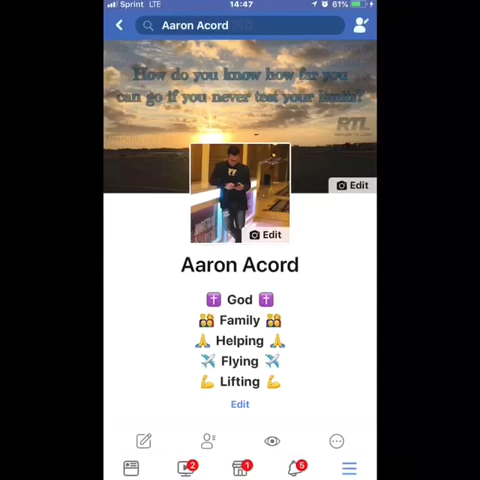 Sprint LTE 14:47 61%
Aaron Acord
How do you know how far you
can go if you never test your limits?
RTL
Edit
Edit
Aaron Acord
God
Family
Helping
Flying
Lifting
Edit
2 1 5